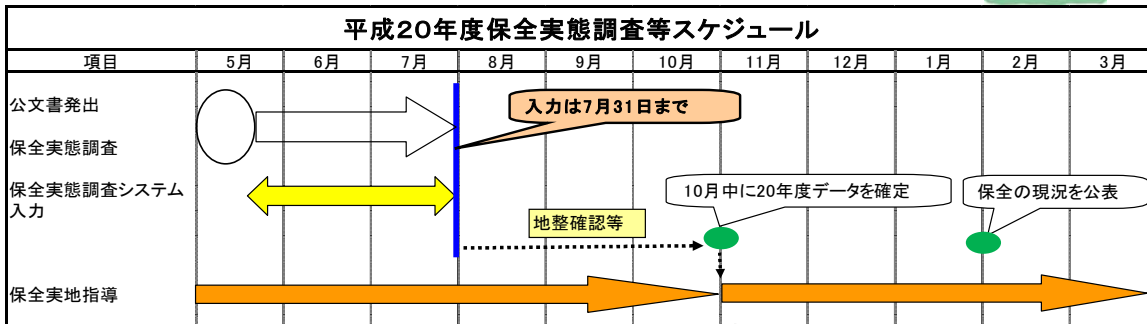 平成20年度保全実態調査等スケジュール
項目 5月 6月 7月 8月 9月 10月 11月 12月 1月 2月 3月
公文書発出
入力は7月31日まで
保全実態調査
保全実態調査システム
入力
10月中に20年度データを確定
保全の現況を公表
地整確認等
保全実地指導